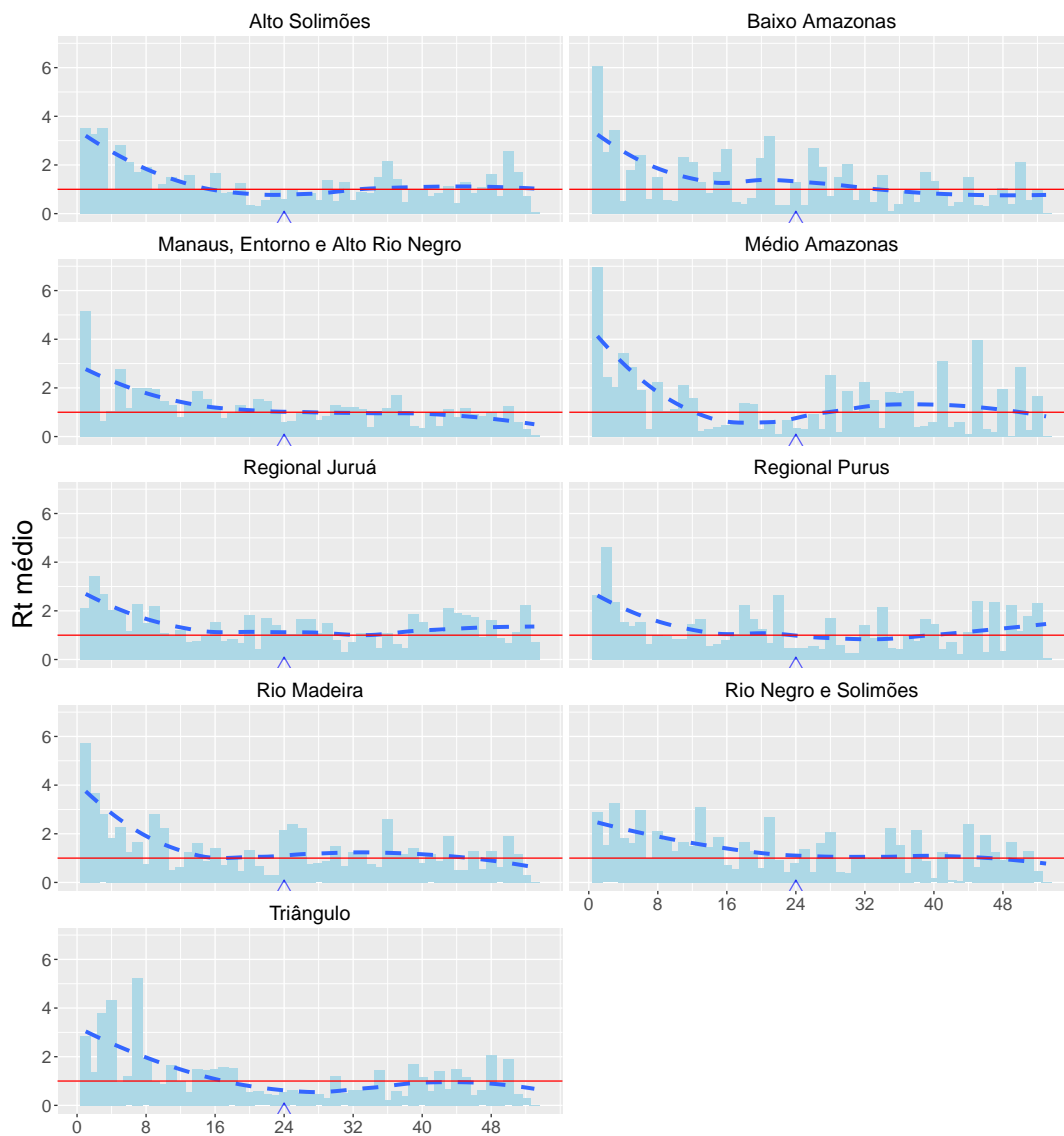 Alto Solimões Baixo Amazonas
6
4
2
0
Manaus, Entorno e Alto Rio Negro Médio Amazonas
6
4
2
0
Regional Juruá Regional Purus
6
4
2
0
Rt médio
Rio Madeira Rio Negro e Solimões
6
4
2
0
0 8 16 24 32 40 48
Triângulo
6
4
2
0
0 8 16 24 32 40 48